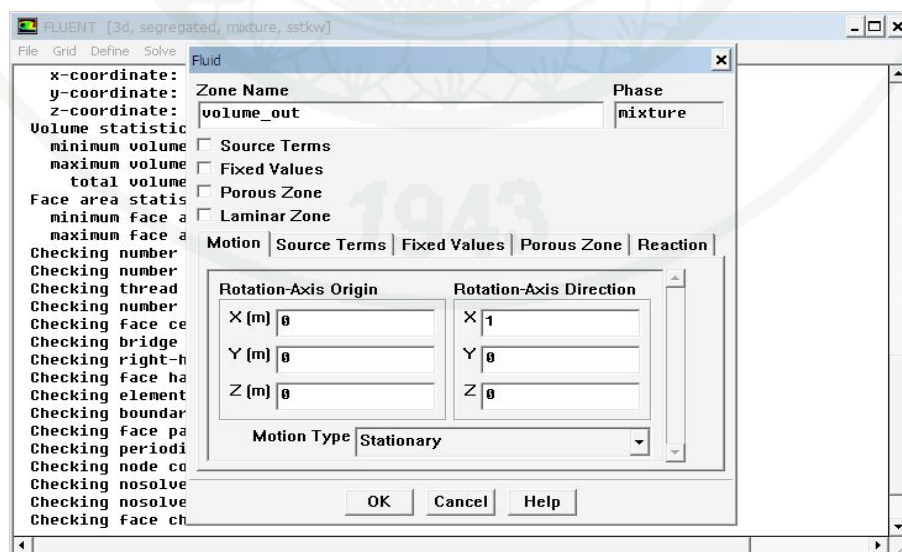 FLUENT [3d, segregated, mixture, sstkw]
File Grid Define Solve
x-coordinate:
y-coordinate:
z-coordinate:
Volume statistic
minimum volume
maximum volume
total volume
Face area statis
minimum face a
maximum face a
Checking number
Checking number
Checking thread
Checking number
Checking face ce
Checking bridge
Checking right-h
Checking face ha
Checking element
Checking boundar
Checking face pa
Checking periodi
Checking node co
Checking nosolve
Checking nosolve
Checking face ch
Fluid
Zone Name Phase
volume_out mixture
Source Terms
Fixed Values
Porous Zone
Laminar Zone
1943
Motion Source Terms Fixed Values Porous Zone Reaction
Rotation-Axis Origin Rotation-Axis Direction
X (m) 0 X 1
Y (m) 0 Y 0
Z (m) 0 Z 0
Motion Type Stationary
OK Cancel Help